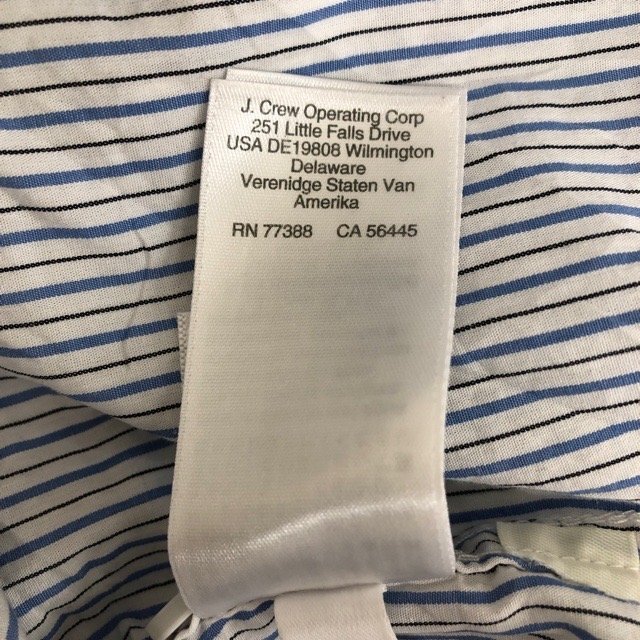 J. Crew Operating Corp
251 Little Falls Drive
USA DE19808 Wilmington
Delaware
Verenidge Staten Van
Amerika
RN 77388 CA 56445